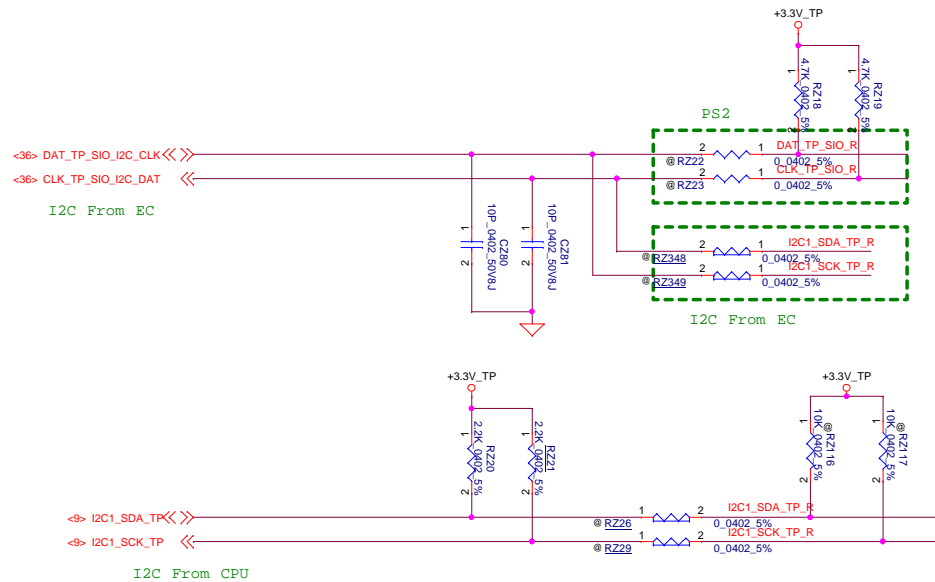 +3.3V_TP
1
4.7K_0402_5%
RZ18
2
1
4.7K_0402_5%
RZ19
2
PS2
<36> DAT_TP_SIO_I2C_CLK
@ RZ22
2
1
DAT_TP_SIO_R
0_0402_5%
<36> CLK_TP_SIO_I2C_DAT
@ RZ23
2
1
CLK_TP_SIO_R
0_0402_5%
I2C From EC
1
10P_0402_50V8J
CZ80
2
1
10P_0402_50V8J
CZ81
2
@ RZ348
2
1
I2C1_SDA_TP_R
0_0402_5%
@ RZ349
2
1
I2C1_SCK_TP_R
0_0402_5%
I2C From EC
+3.3V_TP
1
2.2K_0402_5%
RZ20
2
1
2.2K_0402_5%
RZ21
2
+3.3V_TP
1
10K_0402_5%
@ RZ116
2
1
10K_0402_5%
@ RZ117
2
<9> I2C1_SDA_TP
@ RZ26
1
2
I2C1_SDA_TP_R
0_0402_5%
<9> I2C1_SCK_TP
@ RZ29
1
2
I2C1_SCK_TP_R
0_0402_5%
I2C From CPU